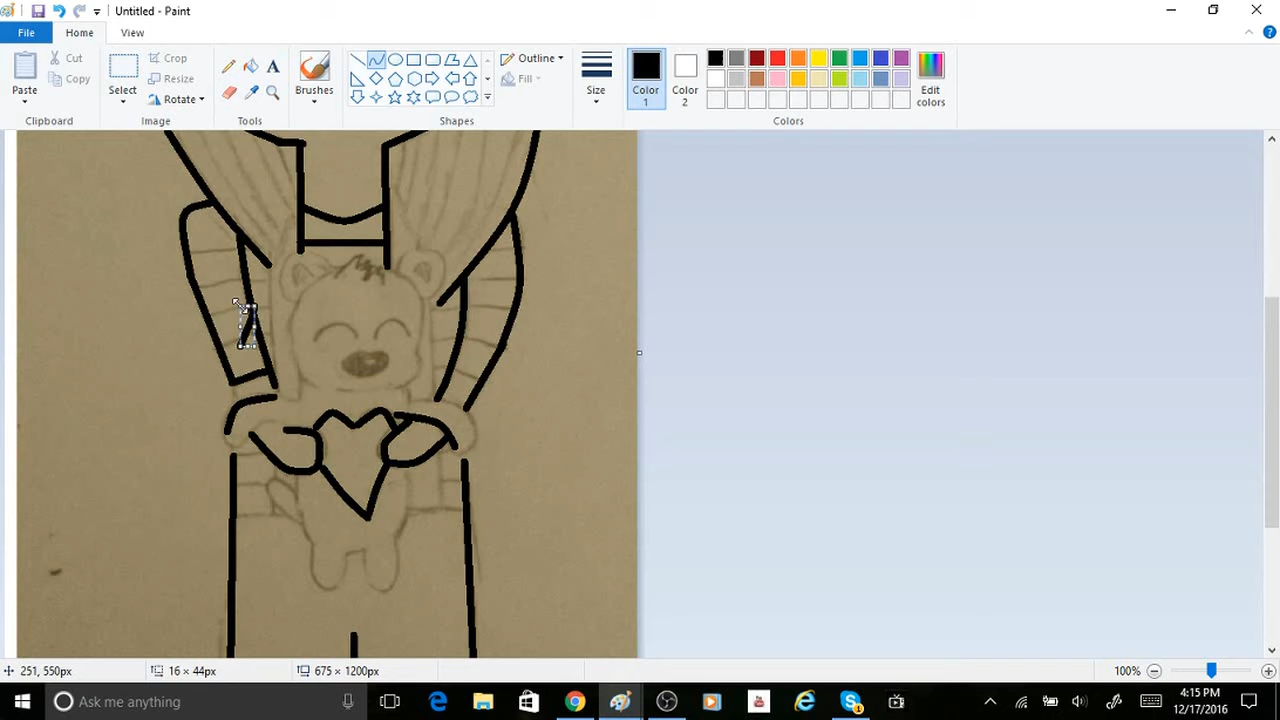 Untitled - Paint
File Home View
Paste
Cut
Copy
Clipboard
Select
Crop
Resize
Rotate
Image
A
Tools
Brushes
Outline
Fill
Shapes
Size
Color 1
Color 2
Edit colors
Colors
251, 550px 16 × 44px 675 × 1200px 100%
Ask me anything
4:15 PM
12/17/2016